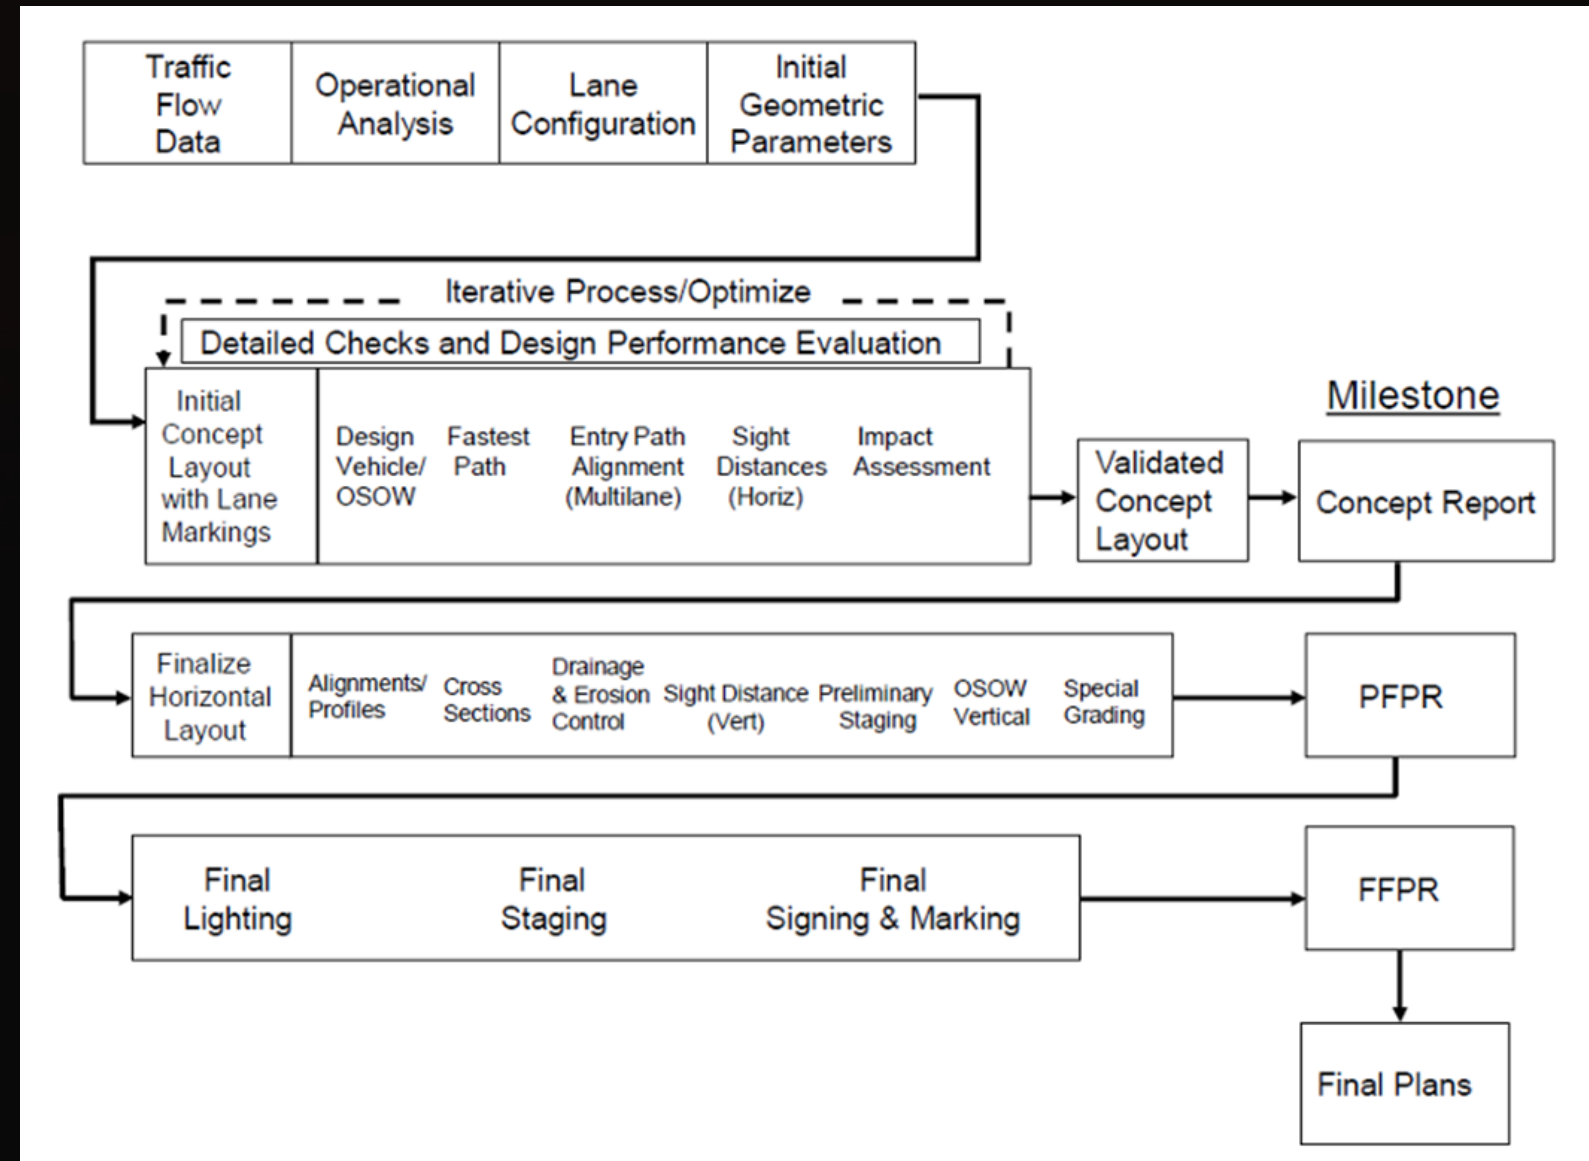 Traffic
Flow
Data
Operational
Analysis
Lane
Configuration
Initial
Geometric
Parameters
Iterative Process/Optimize
Detailed Checks and Design Performance Evaluation
Initial
Concept
Layout
with Lane
Markings
Design
Vehicle/
OSOW
Fastest
Path
Entry Path
Alignment
(Multilane)
Sight
Distances
(Horiz)
Impact
Assessment
Validated
Concept
Layout
Milestone
Concept Report
Finalize
Horizontal
Layout
Alignments/
Profiles
Cross
Sections
Drainage
& Erosion
Control
Sight Distance
(Vert)
Preliminary
Staging
OSOW
Vertical
Special
Grading
PFPR
Final
Lighting
Final
Staging
Final
Signing & Marking
FFPR
Final Plans